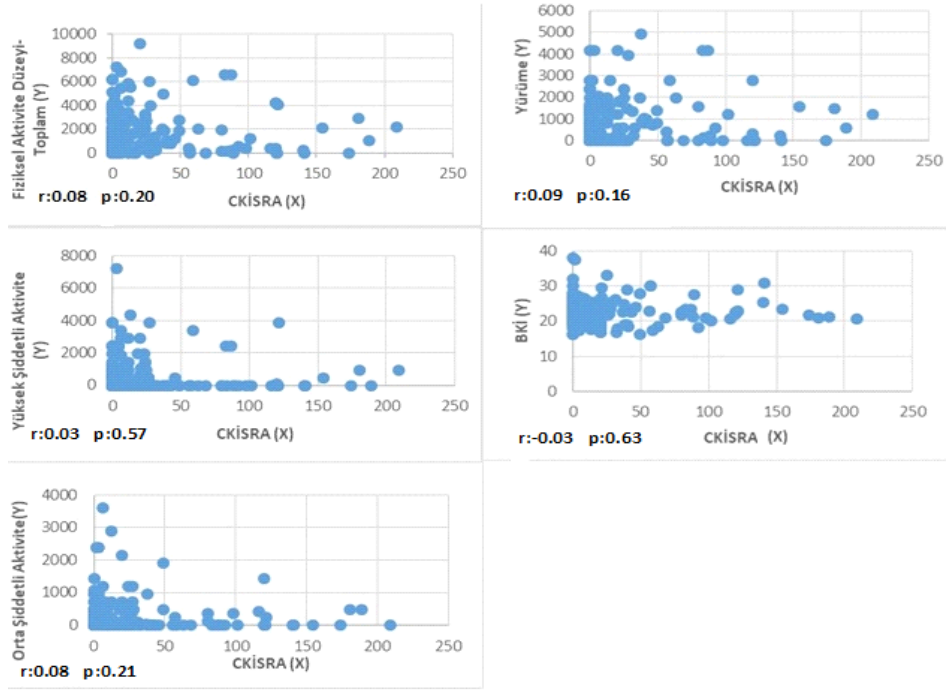 Fiziksel Aktivite Düzeyi-
Toplam (Y)
10000
8000
6000
4000
2000
0
0 50 100 150 200 250
CKİSRA (X)
r:0.08 p:0.20
Yürüme (Y)
6000
5000
4000
3000
2000
1000
0
0 50 100 150 200 250
CKİSRA (X)
r:0.09 p:0.16
Yüksek Şiddetli Aktivite
(Y)
8000
6000
4000
2000
0
0 50 100 150 200 250
CKİSRA (X)
r:0.03 p:0.57
BKİ (Y)
40
30
20
10
0
0 50 100 150 200 250
CKİSRA (X)
r:-0.03 p:0.63
Orta Şiddetli Aktivite(Y)
4000
3000
2000
1000
0
0 50 100 150 200 250
CKİSRA (X)
r:0.08 p:0.21